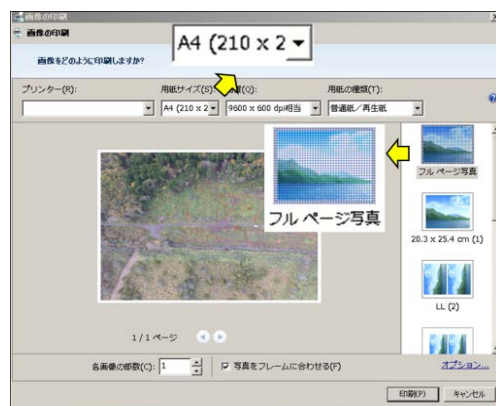 画像の印刷
画像の印刷
A4 (210 x 2
画像をどのように印刷しますか?
プリンター(R):
用紙サイズ(S):
(Q):
用紙の種類(T):
A4 (210 x 2
9600 x 600 dpi相当
普通紙/再生紙
フル ページ写真
フル ページ写真
20.3 x 25.4 cm (1)
LL (2)
1/1 ページ
各画像の部数(C): 1
写真をフレームに合わせる(F)
オプション...
印刷(P)
キャンセル